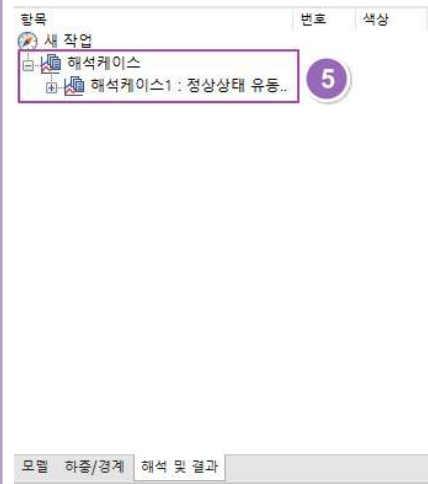 항목 번호 색상
새 작업
해석케이스
해석케이스1 : 정상상태 유동..
5
모델 하중/경계 해석 및 결과